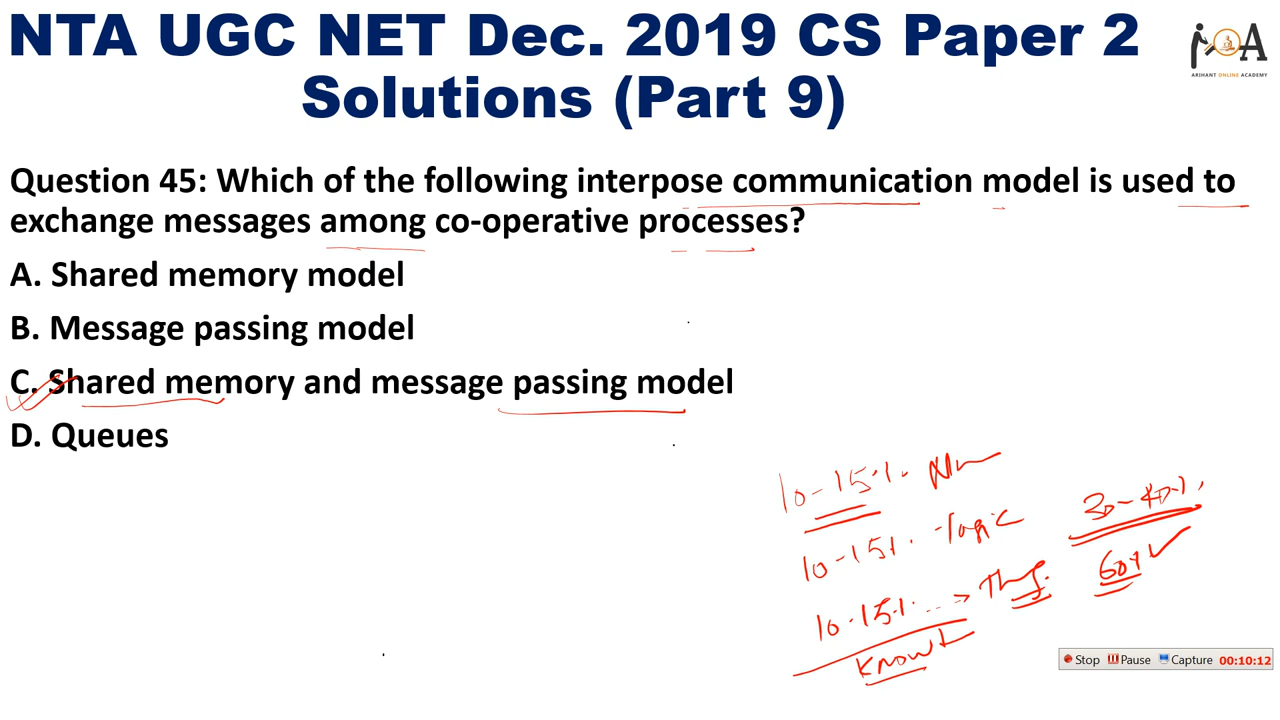 NTA UGC NET Dec. 2019 CS Paper 2
Solutions (Part 9)
ARIHANT ONLINE ACADEMY
Question 45: Which of the following interpose communication model is used to
exchange messages among co-operative processes?
A. Shared memory model
B. Message passing model
C. Shared memory and message passing model
D. Queues
10-15%.
10-15%. -logic
30-40%.
10-15%.
60%
Stop Pause Capture 00:10:12